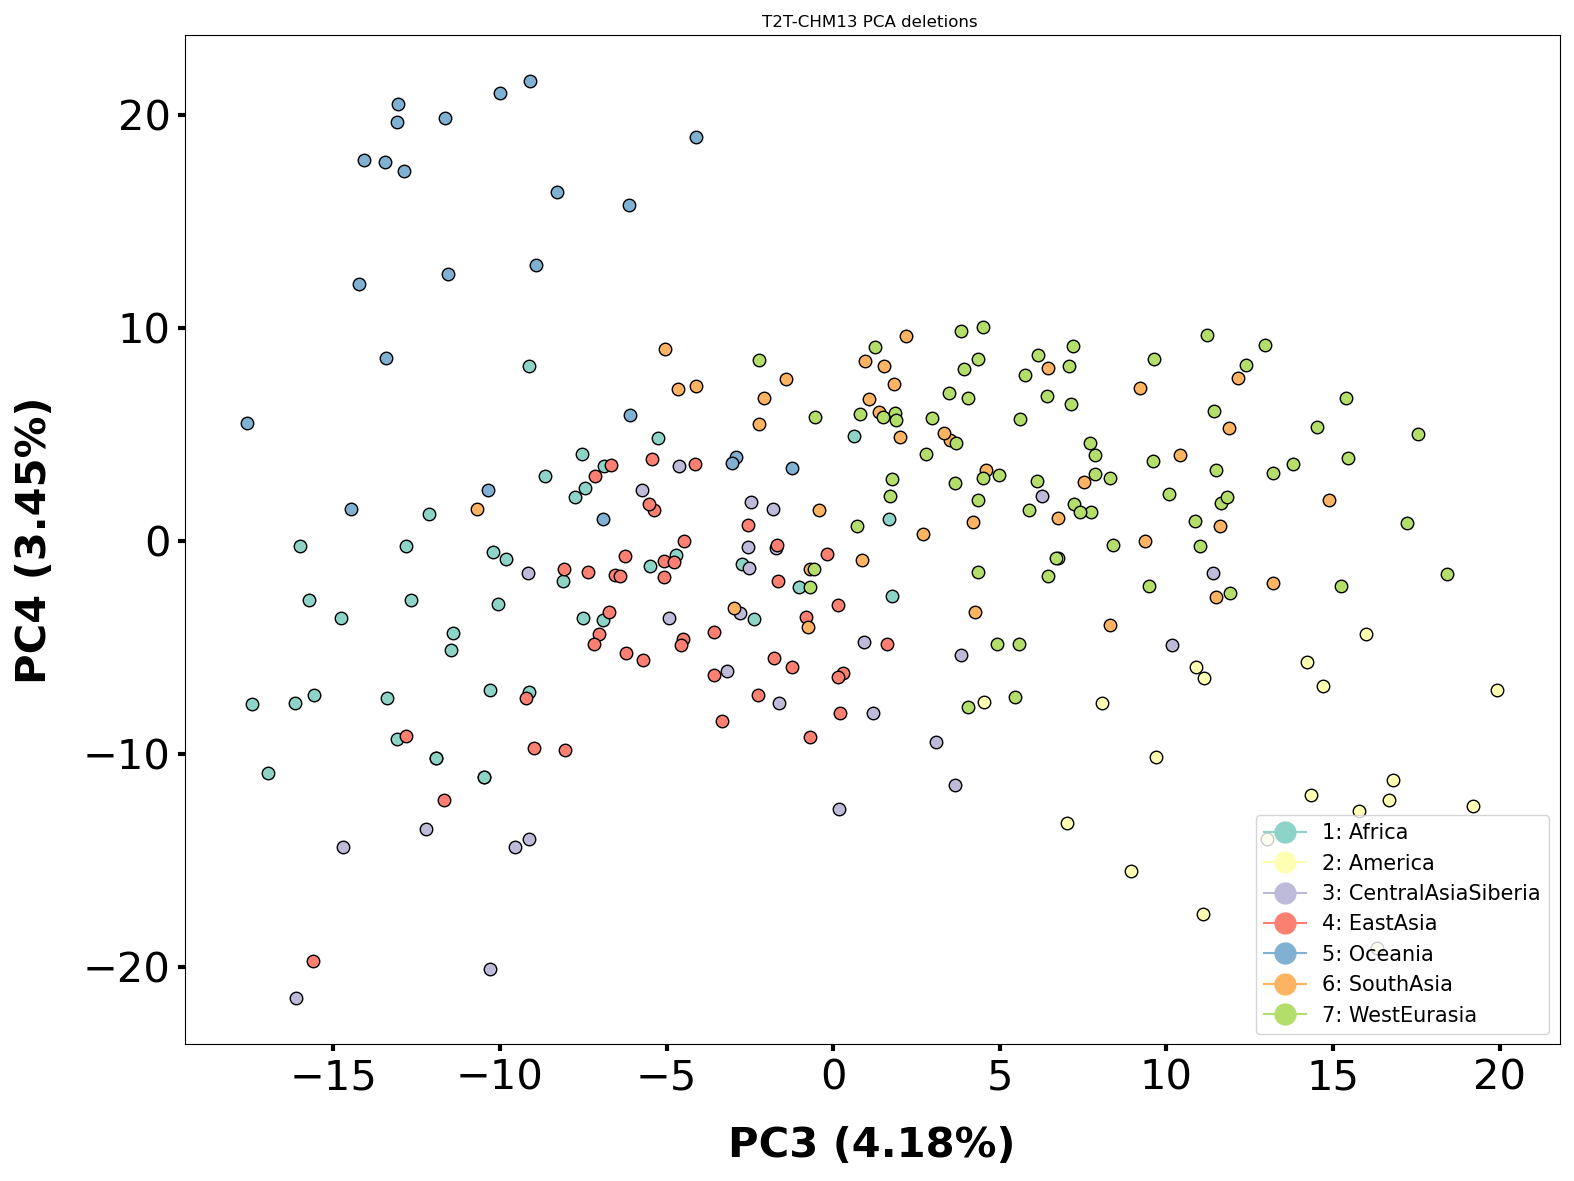 T2T-CHM13 PCA deletions
PC4 (3.45%)
20
10
0
−10
−20
1: Africa
2: America
3: CentralAsiaSiberia
4: EastAsia
5: Oceania
6: SouthAsia
7: WestEurasia
−15 −10 −5 0 5 10 15 20
PC3 (4.18%)